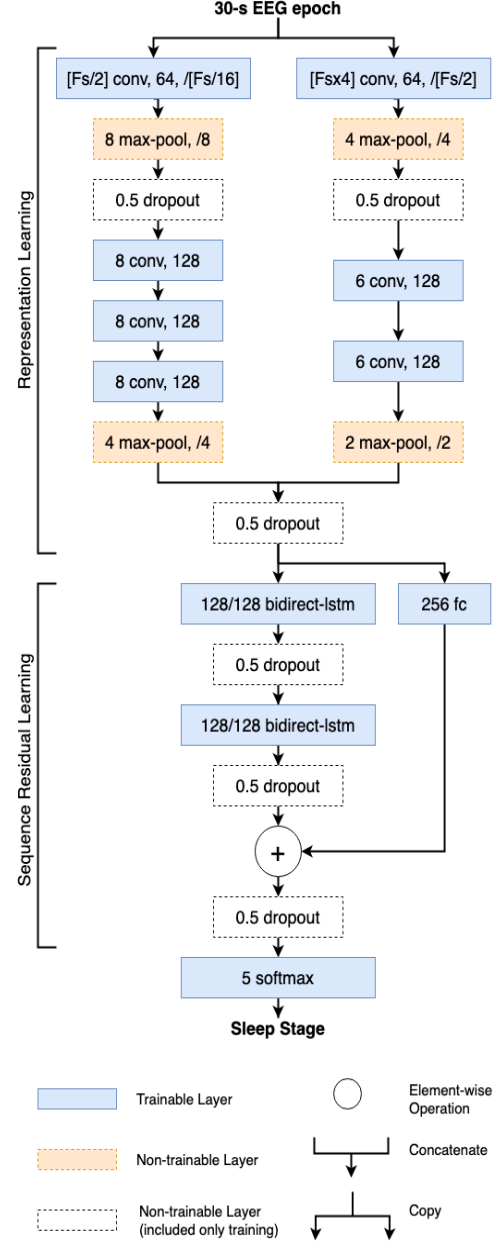 30-s EEG epoch
[Fs/2] conv, 64, /[Fs/16]
[Fsx4] conv, 64, /[Fs/2]
8 max-pool, /8
4 max-pool, /4
0.5 dropout
0.5 dropout
8 conv, 128
6 conv, 128
8 conv, 128
6 conv, 128
8 conv, 128
4 max-pool, /4
2 max-pool, /2
0.5 dropout
Representation Learning
128/128 bidirect-lstm
256 fc
0.5 dropout
128/128 bidirect-lstm
0.5 dropout
+
0.5 dropout
Sequence Residual Learning
5 softmax
Sleep Stage
Trainable Layer
Element-wise
Operation
Non-trainable Layer
Concatenate
Non-trainable Layer
(included only training)
Copy